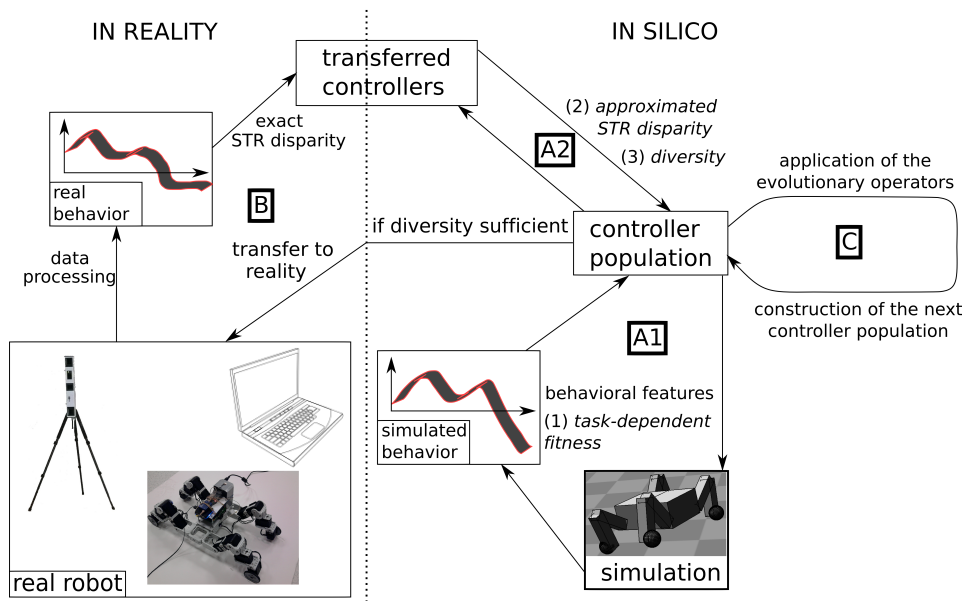 IN REALITY
IN SILICO
transferred
controllers
exact
STR disparity
(2) approximated
STR disparity
(3) diversity
A2
application of the
evolutionary operators
real
behavior
B
if diversity sufficient
controller
population
C
data
processing
transfer to
reality
construction of the next
controller population
A1
behavioral features
(1) task-dependent
fitness
simulated
behavior
real robot
simulation